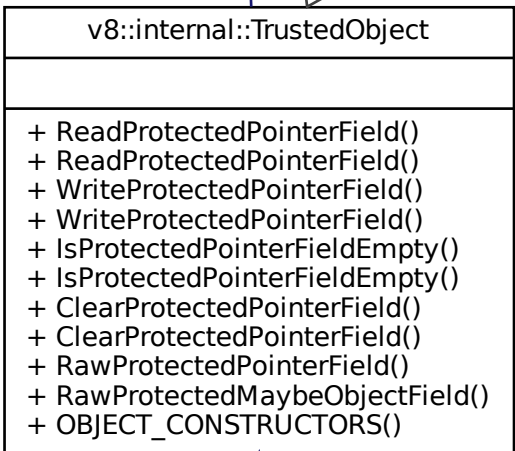 v8::internal::TrustedObject
+ ReadProtectedPointerField()
+ ReadProtectedPointerField()
+ WriteProtectedPointerField()
+ WriteProtectedPointerField()
+ IsProtectedPointerFieldEmpty()
+ IsProtectedPointerFieldEmpty()
+ ClearProtectedPointerField()
+ ClearProtectedPointerField()
+ RawProtectedPointerField()
+ RawProtectedMaybeObjectField()
+ OBJECT_CONSTRUCTORS()